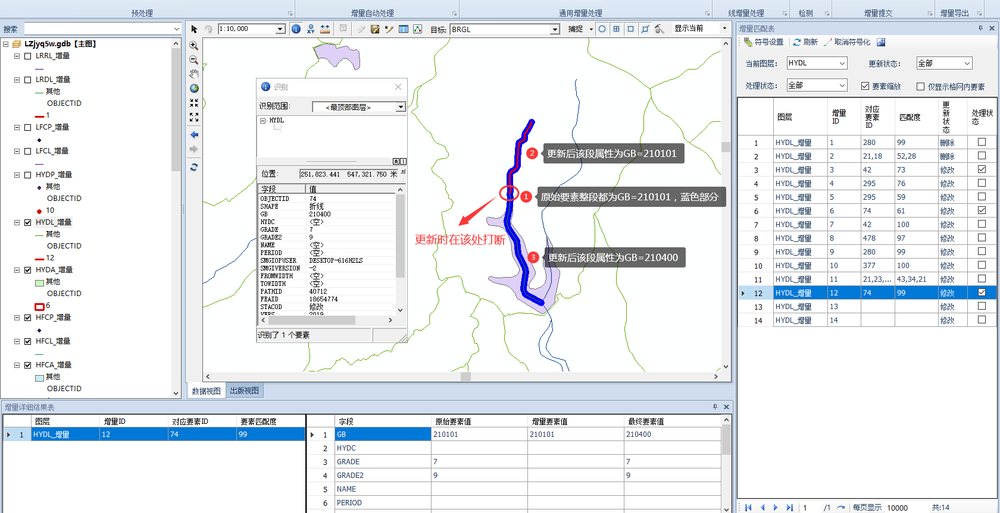 预处理
增量自动处理
通用增量处理
线增量处理
检测
增量提交
增量导出
搜索
LZjyq5w.gdb【主图】
LRRL_增量
LRDL_增量
其他
OBJECTID
1
LFCP_增量
LFCL_增量
HYDP_增量
其他
OBJECTID
10
HYDL_增量
其他
OBJECTID
12
HYDA_增量
其他
OBJECTID
6
HFCP_增量
HFCL_增量
HFCA_增量
其他
OBJECTID
1:10,000
XY
目标: BRGL
捕捉
显示当前
识别
识别范围: <最顶部图层>
HYDL
位置: 251,823.441 547,321.750 米
字段 值
OBJECTID 74
SHAPE 折线
GB 210400
HYDC <空>
GRADE 7
GRADE2 9
NAME <空>
PERIOD <空>
SMGIOPUSER DESKTOP-616H2LS
SMGIVERSION -2
FROMWIDTH <空>
TOWIDTH <空>
PATHID 40712
FEAID 18654774
STACOD 修改
VERS 2019
识别了 1 个要素
2 更新后该段属性为GB=210101
1 原始要素整段都为GB=210101，蓝色部分
更新时在该处打断
3 更新后该段属性为GB=210400
数据视图 出版视图
增量匹配表
符号设置 刷新 取消符号化
当前图层: HYDL 更新状态: 全部
处理状态: 全部 要素缩放 仅显示格网内要素
图层 增量ID 对应要素ID 匹配度 更新状态 处理状态
1 HYDL_增量 1 280 99 删除
2 HYDL_增量 2 21,18 52,28 删除
3 HYDL_增量 3 42 73 修改
4 HYDL_增量 4 295 76 修改
5 HYDL_增量 5 295 59 修改
6 HYDL_增量 6 74 61 修改
7 HYDL_增量 7 42 100 修改
8 HYDL_增量 8 478 97 修改
9 HYDL_增量 9 280 99 修改
10 HYDL_增量 10 377 100 修改
11 HYDL_增量 11 21,23,... 43,34,21 修改
12 HYDL_增量 12 74 99 修改
13 HYDL_增量 13 修改
14 HYDL_增量 14 修改
1 /1 每页显示 10000 共:14
增量详细结果表
图层 增量ID 对应要素ID 要素匹配度
1 HYDL_增量 12 74 99
字段 原始要素值 增量要素值 最终要素值
1 GB 210101 210101 210400
2 HYDC
3 GRADE 7 7
4 GRADE2 9 9
5 NAME
6 PERIOD